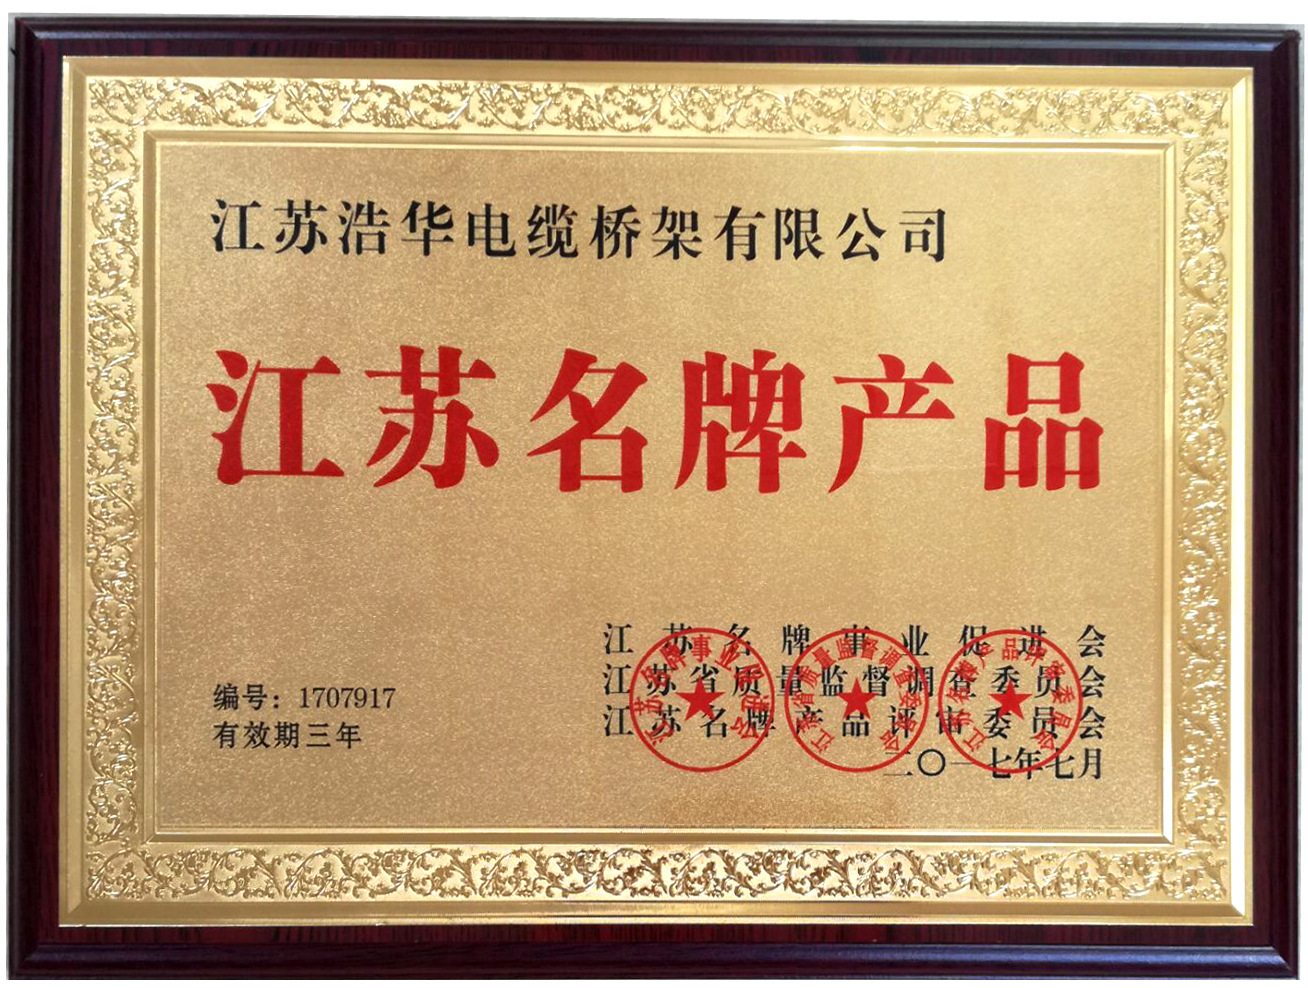 江苏浩华电缆桥架有限公司
江苏名牌产品
江苏名牌事业促进会
江苏省质量监督调查委员会
江苏名牌产品评审委员会
编号：1707917
有效期三年
二〇一七年七月